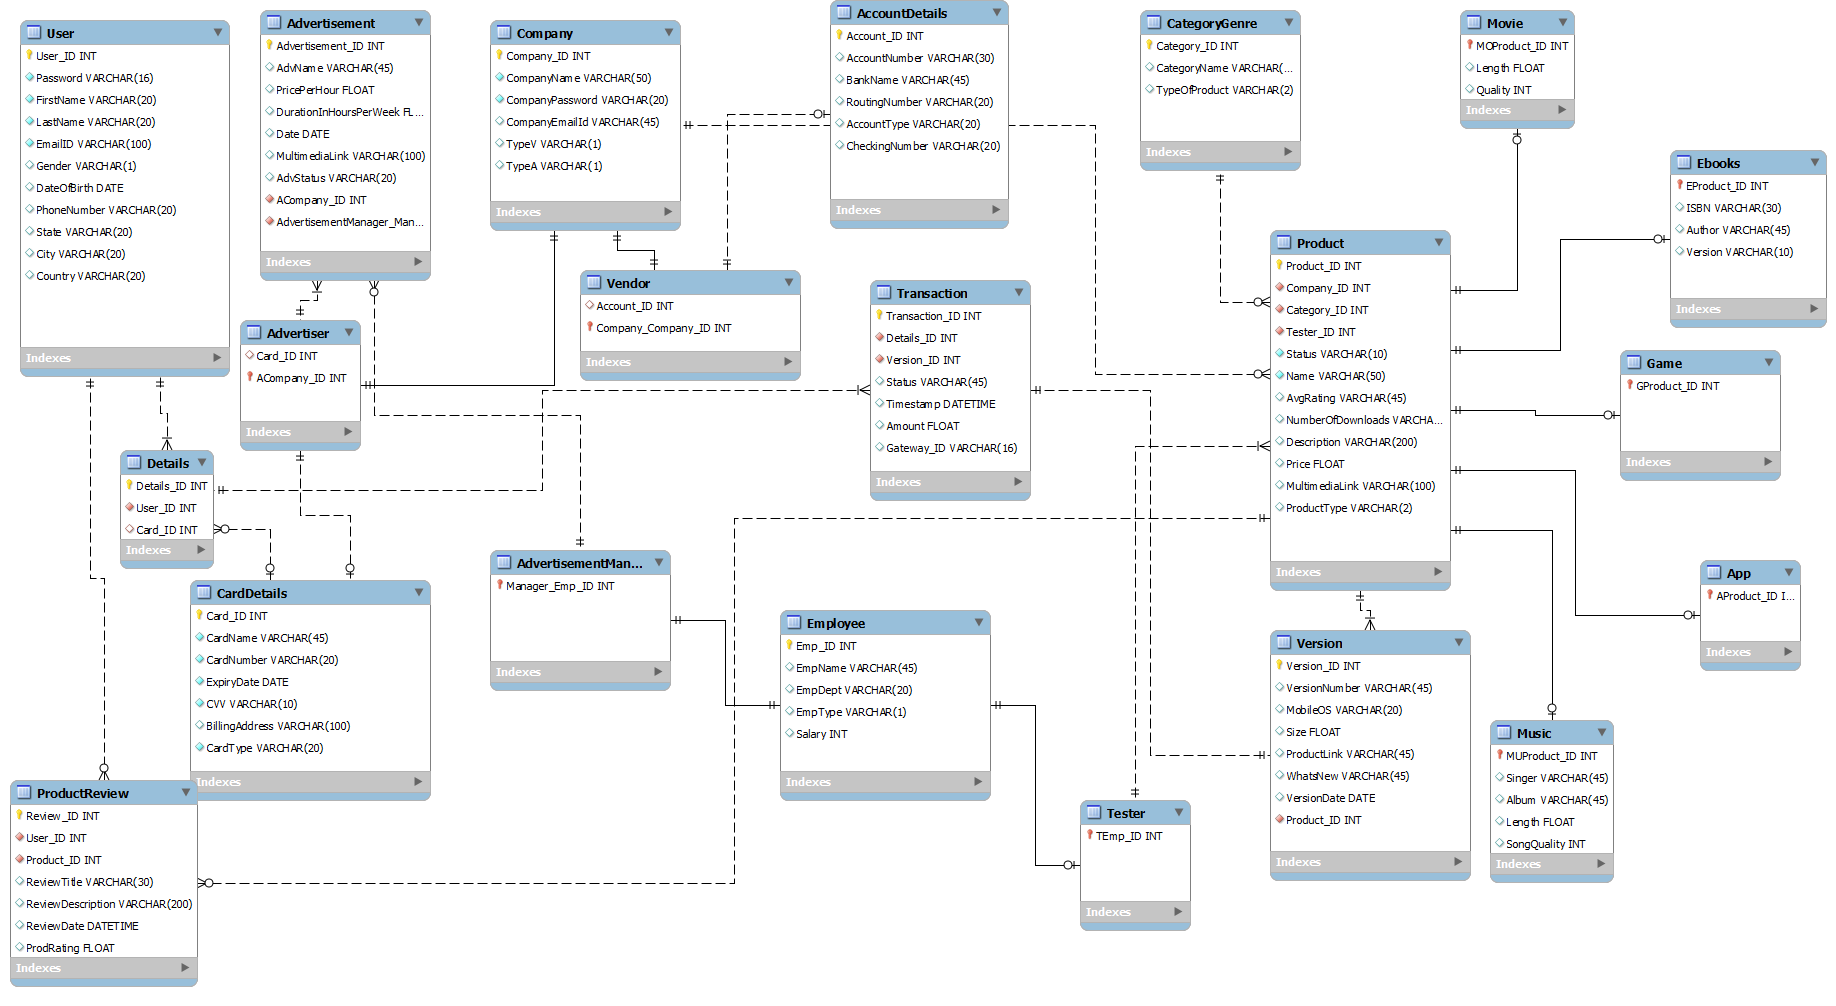 User
User_ID INT
Password VARCHAR(16)
FirstName VARCHAR(20)
LastName VARCHAR(20)
EmailID VARCHAR(100)
Gender VARCHAR(1)
DateOfBirth DATE
PhoneNumber VARCHAR(20)
State VARCHAR(20)
City VARCHAR(20)
Country VARCHAR(20)
Indexes
Advertisement
Advertisement_ID INT
AdvName VARCHAR(45)
PricePerHour FLOAT
DurationInHoursPerWeek FL...
Date DATE
MultimediaLink VARCHAR(100)
AdvStatus VARCHAR(20)
ACompany_ID INT
AdvertisementManager_Man...
Indexes
Company
Company_ID INT
CompanyName VARCHAR(50)
CompanyPassword VARCHAR(20)
CompanyEmailId VARCHAR(45)
TypeV VARCHAR(1)
TypeA VARCHAR(1)
Indexes
AccountDetails
Account_ID INT
AccountNumber VARCHAR(30)
BankName VARCHAR(45)
RoutingNumber VARCHAR(20)
AccountType VARCHAR(20)
CheckingNumber VARCHAR(20)
Indexes
CategoryGenre
Category_ID INT
CategoryName VARCHAR(...
TypeOfProduct VARCHAR(2)
Indexes
Movie
MOProduct_ID INT
Length FLOAT
Quality INT
Indexes
Ebooks
EProduct_ID INT
ISBN VARCHAR(30)
Author VARCHAR(45)
Version VARCHAR(10)
Indexes
Product
Product_ID INT
Company_ID INT
Category_ID INT
Tester_ID INT
Status VARCHAR(10)
Name VARCHAR(50)
AvgRating VARCHAR(45)
NumberOfDownloads VARCHA...
Description VARCHAR(200)
Price FLOAT
MultimediaLink VARCHAR(100)
ProductType VARCHAR(2)
Indexes
Vendor
Account_ID INT
Company_Company_ID INT
Indexes
Transaction
Transaction_ID INT
Details_ID INT
Version_ID INT
Status VARCHAR(45)
Timestamp DATETIME
Amount FLOAT
Gateway_ID VARCHAR(16)
Indexes
Advertiser
Card_ID INT
ACompany_ID INT
Indexes
Game
GProduct_ID INT
Indexes
Details
Details_ID INT
User_ID INT
Card_ID INT
Indexes
AdvertisementMan...
Manager_Emp_ID INT
Indexes
App
AProduct_ID I...
Indexes
CardDetails
Card_ID INT
CardName VARCHAR(45)
CardNumber VARCHAR(20)
ExpiryDate DATE
CVV VARCHAR(10)
BillingAddress VARCHAR(100)
CardType VARCHAR(20)
Indexes
Employee
Emp_ID INT
EmpName VARCHAR(45)
EmpDept VARCHAR(20)
EmpType VARCHAR(1)
Salary INT
Indexes
Version
Version_ID INT
VersionNumber VARCHAR(45)
MobileOS VARCHAR(20)
Size FLOAT
ProductLink VARCHAR(45)
WhatsNew VARCHAR(45)
VersionDate DATE
Product_ID INT
Indexes
Music
MUProduct_ID INT
Singer VARCHAR(45)
Album VARCHAR(45)
Length FLOAT
SongQuality INT
Indexes
ProductReview
Review_ID INT
User_ID INT
Product_ID INT
ReviewTitle VARCHAR(30)
ReviewDescription VARCHAR(200)
ReviewDate DATETIME
ProdRating FLOAT
Indexes
Tester
TEmp_ID INT
Indexes